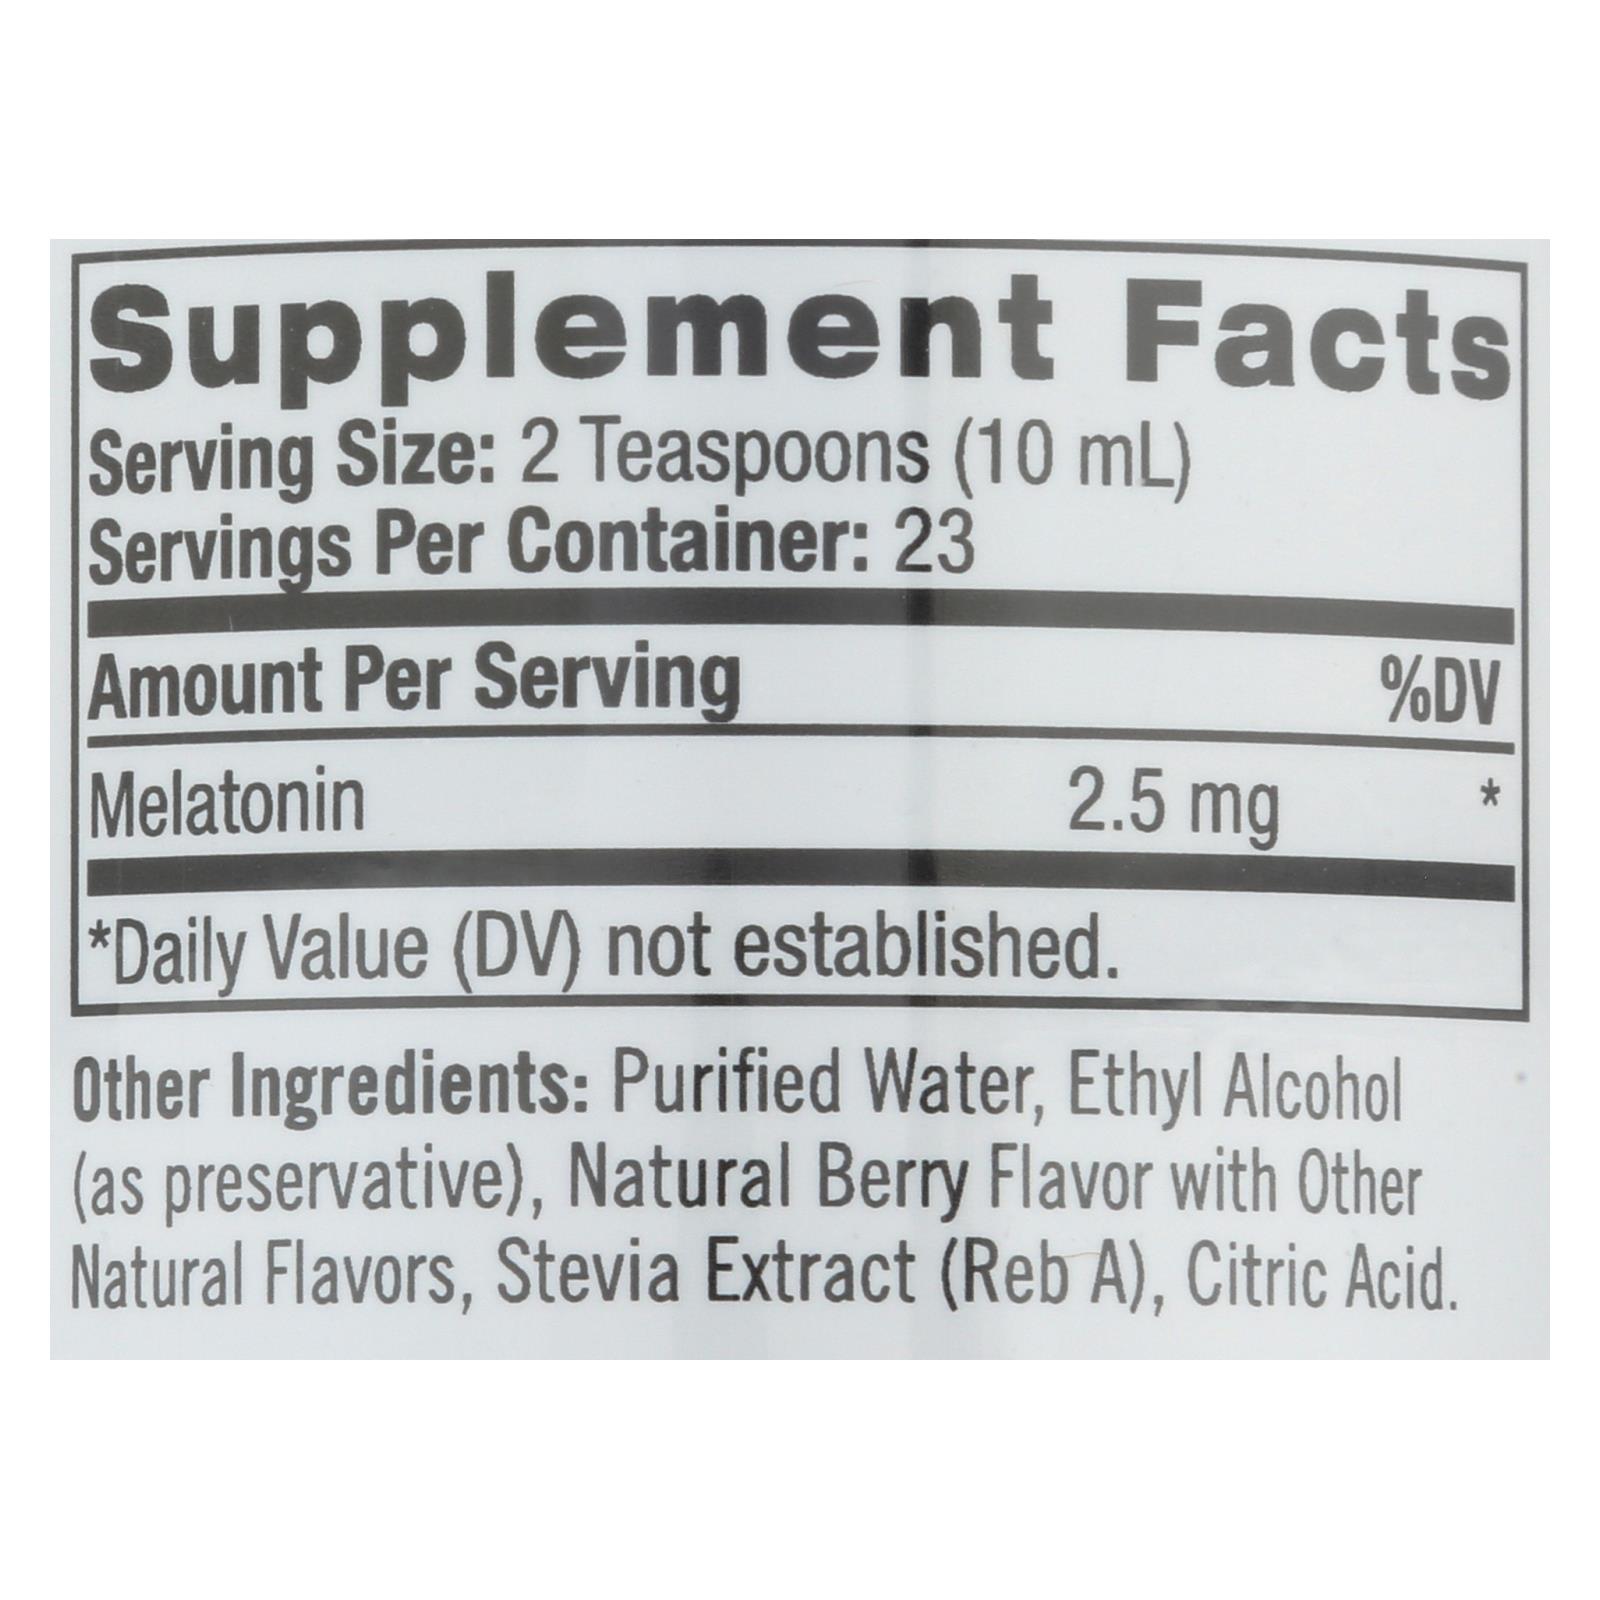 Supplement Facts
Serving Size: 2 Teaspoons (10 mL)
Servings Per Container: 23
Amount Per Serving %DV
Melatonin 2.5 mg *
*Daily Value (DV) not established.
Other Ingredients: Purified Water, Ethyl Alcohol
(as preservative), Natural Berry Flavor with Other
Natural Flavors, Stevia Extract (Reb A), Citric Acid.